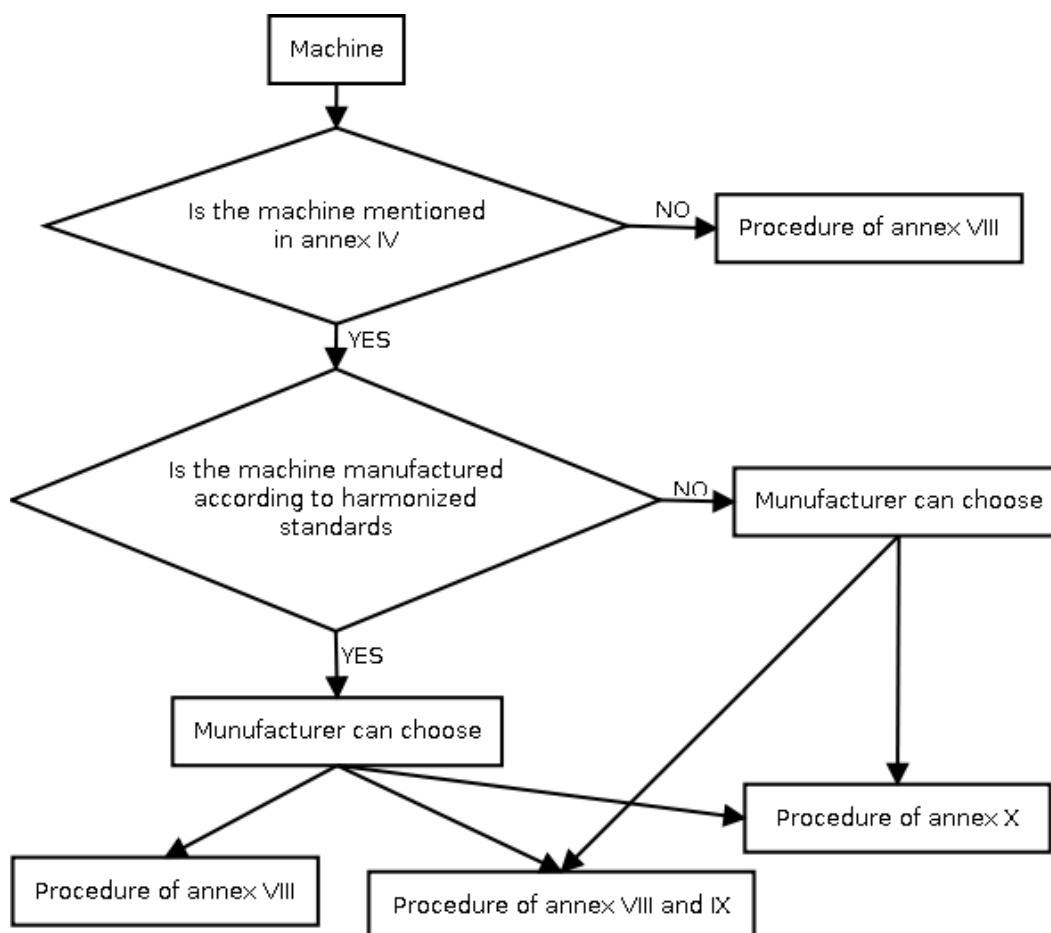 Machine
Is the machine mentioned
in annex IV
NO
Procedure of annex VIII
YES
Is the machine manufactured
according to harmonized
standards
NO
Munufacturer can choose
YES
Munufacturer can choose
Procedure of annex X
Procedure of annex VIII
Procedure of annex VIII and IX